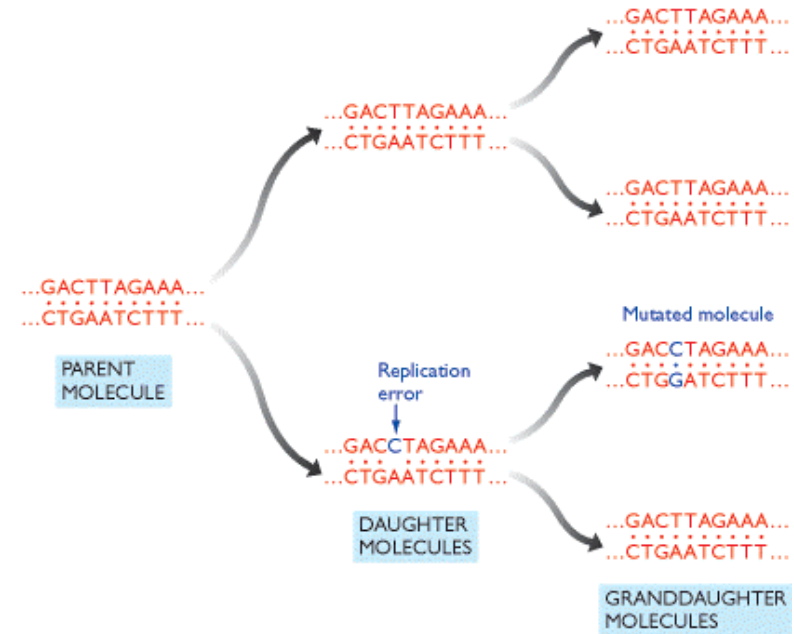 ...GACTTAGAAA...
...CTGAATCTTT...
...GACTTAGAAA...
...CTGAATCTTT...
...GACTTAGAAA...
...CTGAATCTTT...
...GACTTAGAAA...
...CTGAATCTTT...
PARENT
MOLECULE
Mutated molecule
...GACCTAGAAA...
...CTGGATCTTT...
Replication
error
...GACCTAGAAA...
...CTGAATCTTT...
DAUGHTER
MOLECULES
...GACTTAGAAA...
...CTGAATCTTT...
GRANDDAUGHTER
MOLECULES